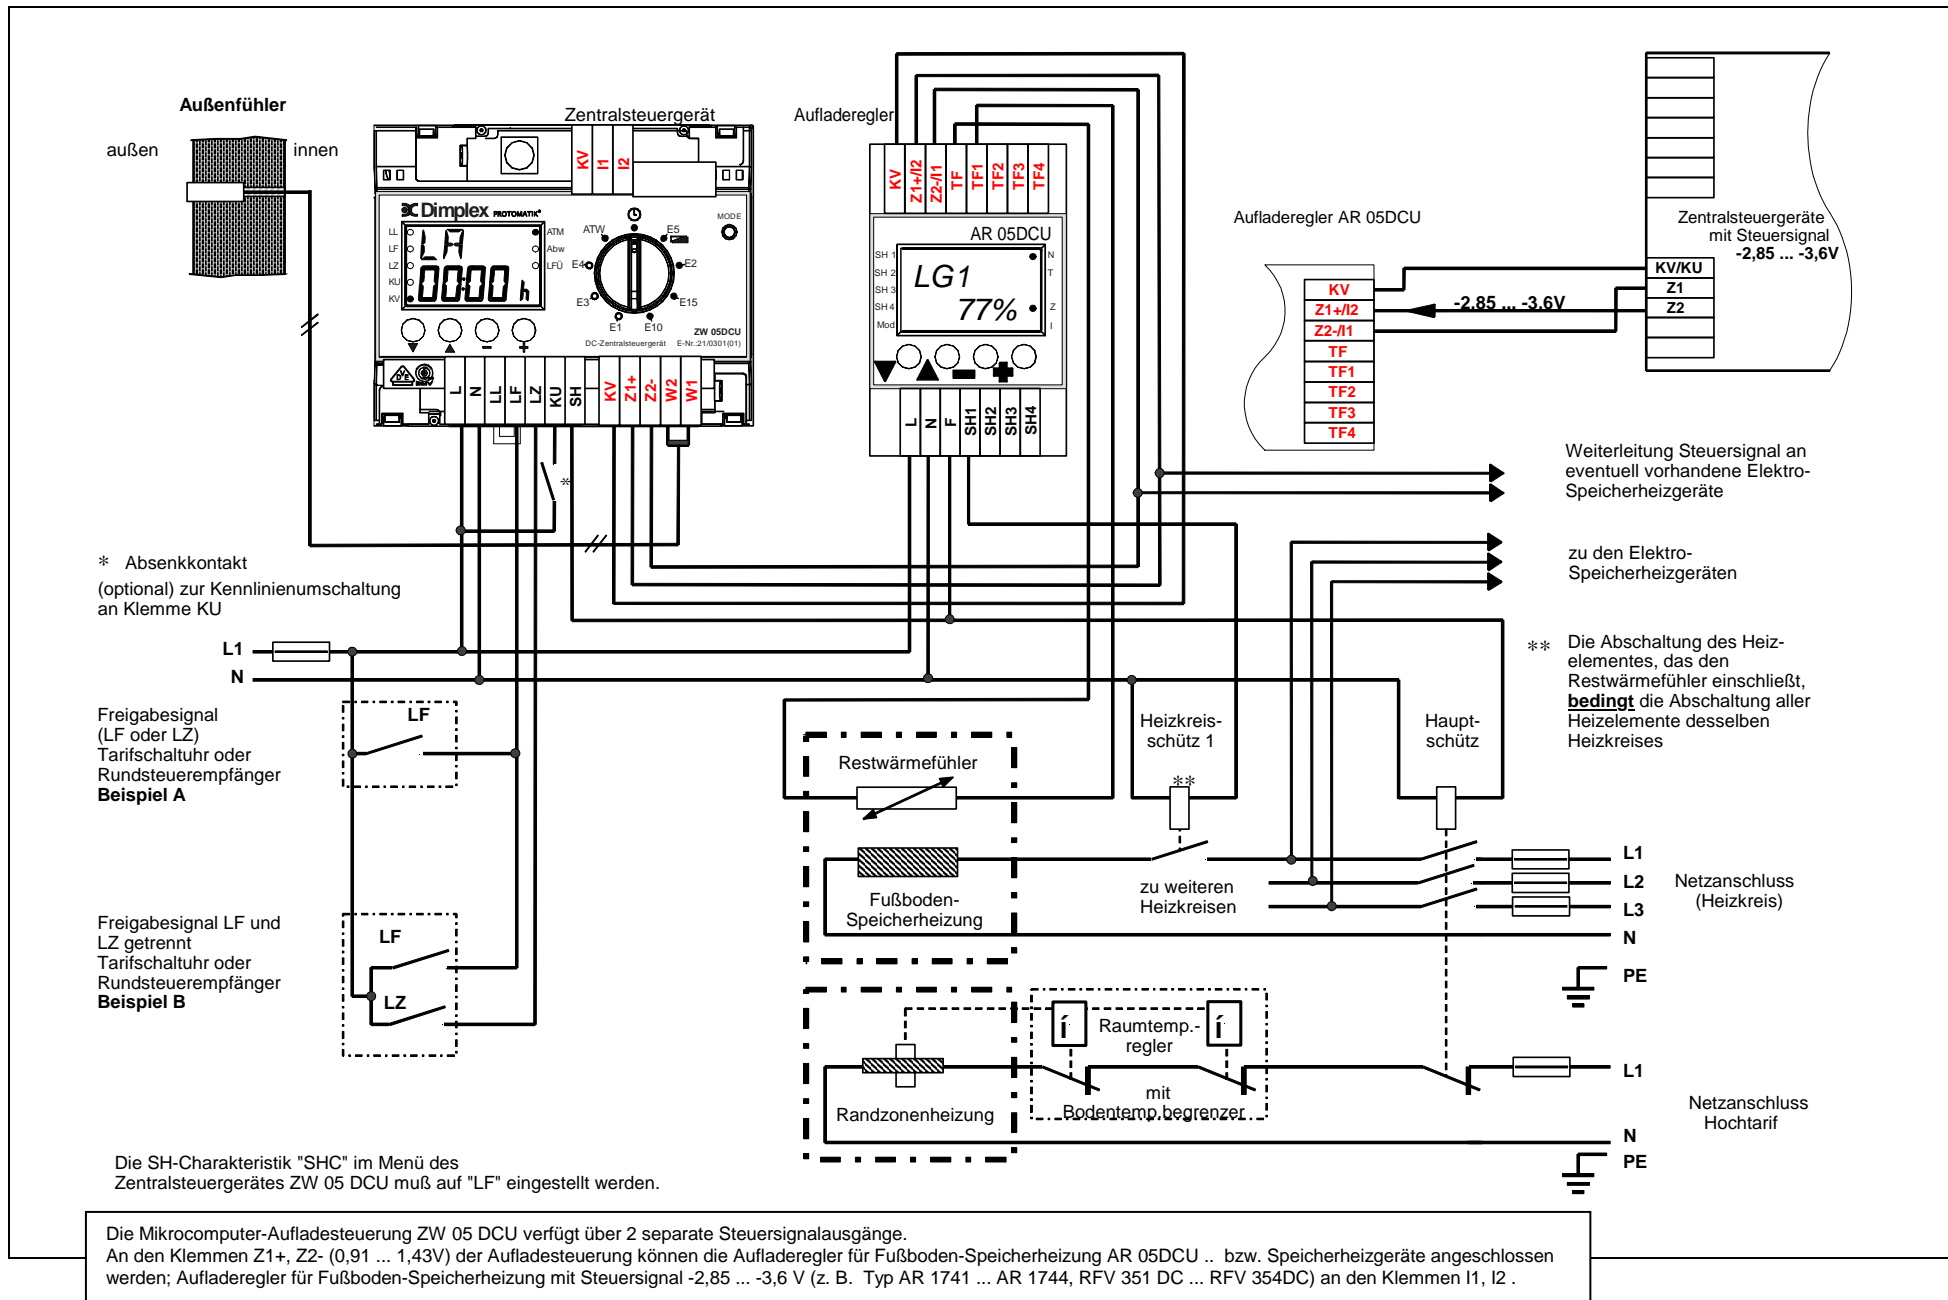 Außenfühler
außen
innen
Zentralsteuergerät
KV
I1
I2
Dimplex PROTOMATIK
MODE
LL
LF
LZ
KU
KV
LA
00:00 h
ATM
Abw
LFÜ
ATW
E5
E4
E2
E3
E15
E1
E10
ZW 05DCU
DC-Zentralsteuergerät
E-Nr.:21/0301(01)
L
N
LL
LF
LZ
KU
SH
KV
Z1+
Z2-
W2
W1
*
Aufladeregler
KV
Z1+/I2
Z2-/I1
TF
TF1
TF2
TF3
TF4
AR 05DCU
SH 1
SH 2
SH 3
SH 4
Mod
LG1
77%
N
T
Z
I
L
N
F
SH1
SH2
SH3
SH4
Aufladeregler AR 05DCU
KV
Z1+/I2
Z2-/I1
TF
TF1
TF2
TF3
TF4
-2,85 ... -3,6V
Zentralsteuergeräte
mit Steuersignal
-2,85 ... -3,6V
KV/KU
Z1
Z2
Weiterleitung Steuersignal an
eventuell vorhandene Elektro-
Speicherheizgeräte
zu den Elektro-
Speicherheizgeräten
* Absenkkontakt
(optional) zur Kennlinienumschaltung
an Klemme KU
L1
N
** Die Abschaltung des Heiz-
elementes, das den
Restwärmefühler einschließt,
bedingt die Abschaltung aller
Heizelemente desselben
Heizkreises
Freigabesignal
(LF oder LZ)
Tarifschaltuhr oder
Rundsteuerempfänger
Beispiel A
LF
Restwärmefühler
Heizkreis-
schütz 1
**
Haupt-
schütz
Fußboden-
Speicherheizung
zu weiteren
Heizkreisen
L1
L2
L3
N
PE
Netzanschluss
(Heizkreis)
Freigabesignal LF und
LZ getrennt
Tarifschaltuhr oder
Rundsteuerempfänger
Beispiel B
LF
LZ
Raumtemp.-
regler
mit
Bodentemp.begrenzer
Randzonenheizung
L1
Netzanschluss
Hochtarif
N
PE
Die SH-Charakteristik "SHC" im Menü des
Zentralsteuergerätes ZW 05 DCU muß auf "LF" eingestellt werden.
Die Mikrocomputer-Aufladesteuerung ZW 05 DCU verfügt über 2 separate Steuersignalausgänge.
An den Klemmen Z1+, Z2- (0,91 ... 1,43V) der Aufladesteuerung können die Aufladeregler für Fußboden-Speicherheizung AR 05DCU .. bzw. Speicherheizgeräte angeschlossen
werden; Aufladeregler für Fußboden-Speicherheizung mit Steuersignal -2,85 ... -3,6 V (z. B. Typ AR 1741 ... AR 1744, RFV 351 DC ... RFV 354DC) an den Klemmen I1, I2 .